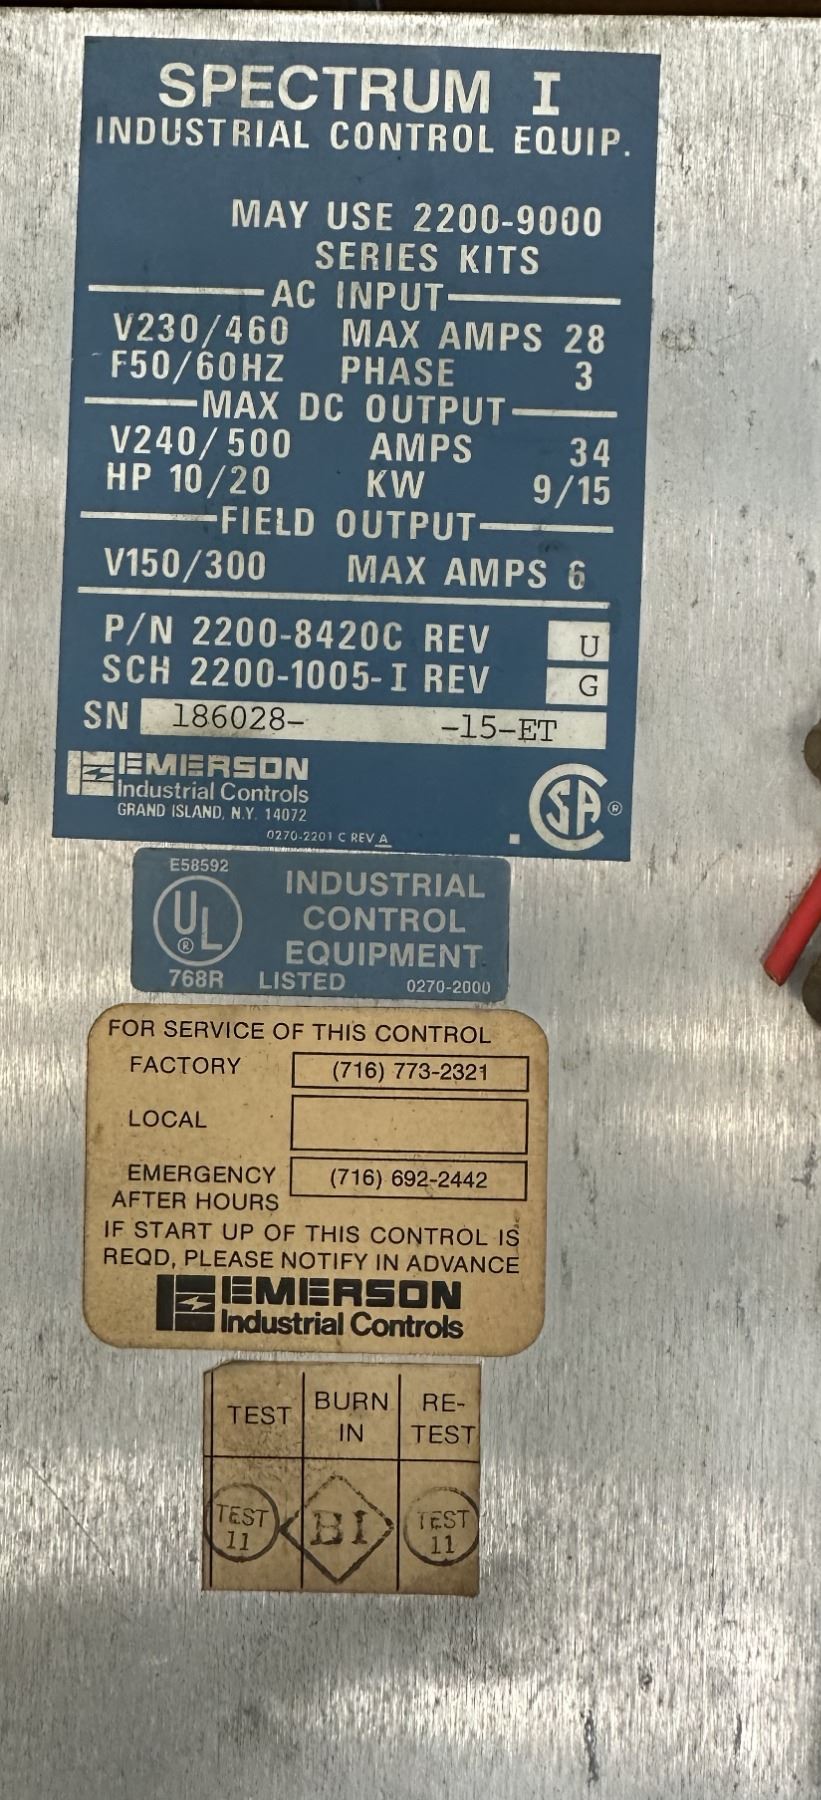 SPECTRUM I
INDUSTRIAL CONTROL EQUIP.
MAY USE 2200-9000
SERIES KITS
AC INPUT
V230/460 MAX AMPS 28
F50/60HZ PHASE 3
MAX DC OUTPUT
V240/500 AMPS 34
HP 10/20 KW 9/15
FIELD OUTPUT
V150/300 MAX AMPS 6
P/N 2200-8420C REV U
SCH 2200-1005-I REV G
SN 186028- -15-ET
EMERSON
Industrial Controls
GRAND ISLAND, N.Y. 14072
0270-2201 C REV A
SA ®
E58592
UL ®
768R
INDUSTRIAL
CONTROL
EQUIPMENT
LISTED 0270-2000
FOR SERVICE OF THIS CONTROL
FACTORY (716) 773-2321
LOCAL
EMERGENCY (716) 692-2442
AFTER HOURS
IF START UP OF THIS CONTROL IS
REQD, PLEASE NOTIFY IN ADVANCE
EMERSON
Industrial Controls
TEST BURN IN RE-TEST
TEST 11 BI TEST 11